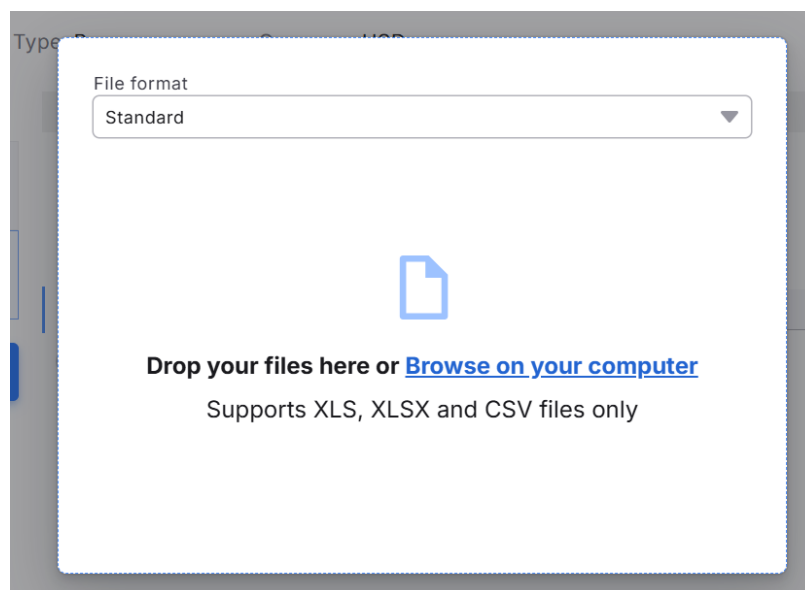 Type
File format
Standard
Drop your files here or Browse on your computer
Supports XLS, XLSX and CSV files only